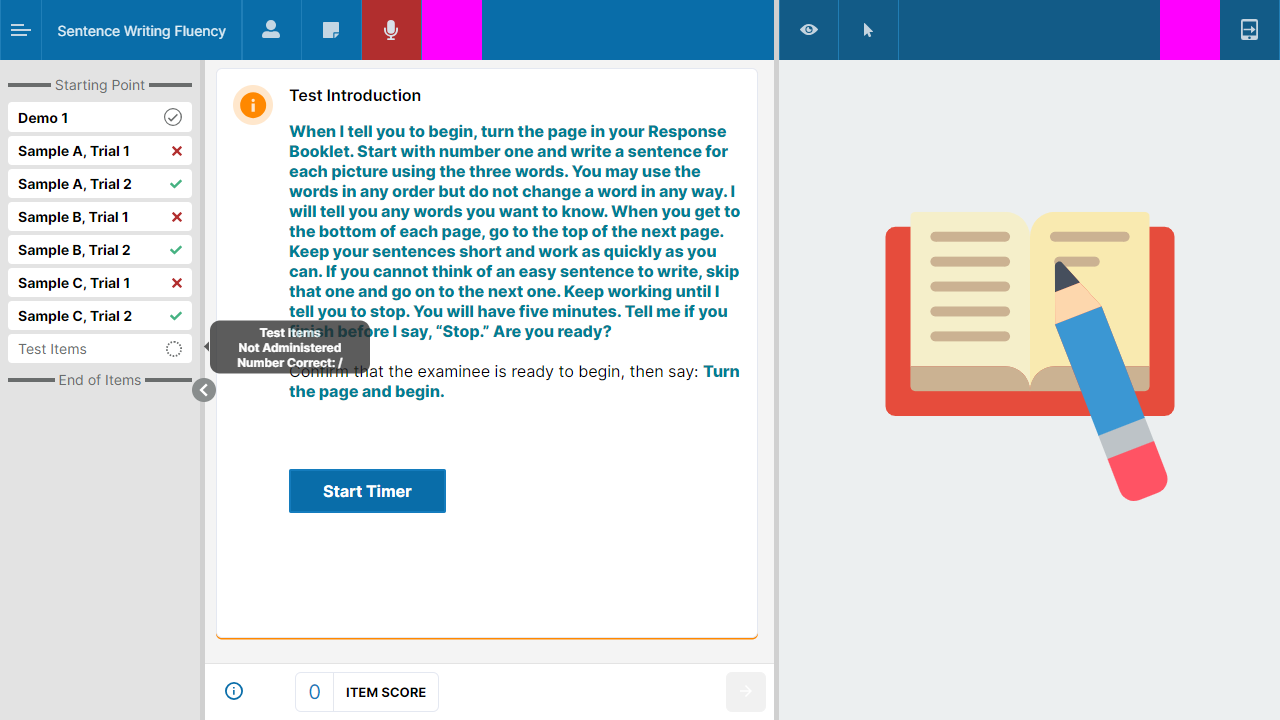 Sentence Writing Fluency
Starting Point
Demo 1
Sample A, Trial 1
Sample A, Trial 2
Sample B, Trial 1
Sample B, Trial 2
Sample C, Trial 1
Sample C, Trial 2
Test Items
End of Items
Test Items
Not Administered
Number Correct: /
Test Introduction
When I tell you to begin, turn the page in your Response
Booklet. Start with number one and write a sentence for
each picture using the three words. You may use the
words in any order but do not change a word in any way. I
will tell you any words you want to know. When you get to
the bottom of each page, go to the top of the next page.
Keep your sentences short and work as quickly as you
can. If you cannot think of an easy sentence to write, skip
that one and go on to the next one. Keep working until I
tell you to stop. You will have five minutes. Tell me if you
finish before I say, “Stop.” Are you ready?
Confirm that the examinee is ready to begin, then say: Turn
the page and begin.
Start Timer
0 ITEM SCORE